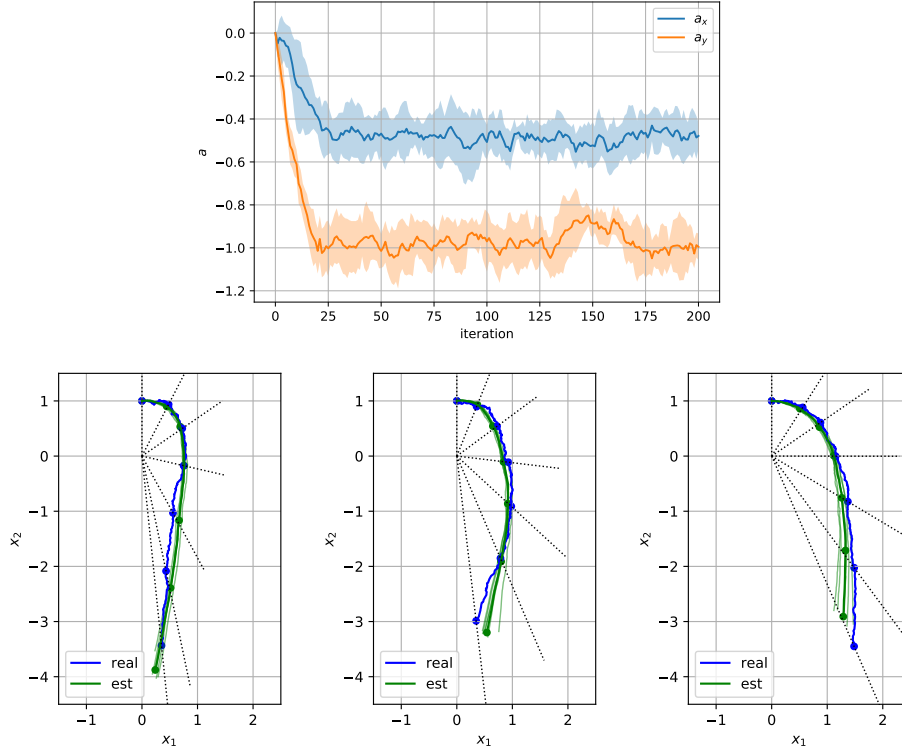 0.0
−0.2
−0.4
−0.6
−0.8
−1.0
−1.2
a
a_x
a_y
0 25 50 75 100 125 150 175 200
iteration
1
0
−1
−2
−3
−4
x_2
real
est
−1 0 1 2
x_1
1
0
−1
−2
−3
−4
x_2
real
est
−1 0 1 2
x_1
1
0
−1
−2
−3
−4
x_2
real
est
−1 0 1 2
x_1